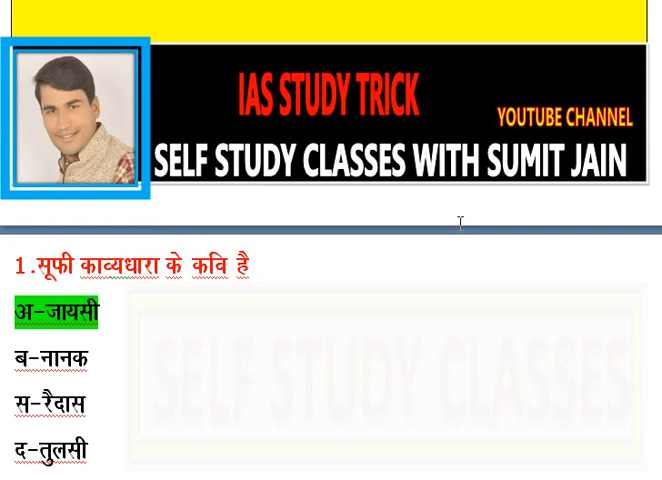 IAS STUDY TRICK
YOUTUBE CHANNEL
SELF STUDY CLASSES WITH SUMIT JAIN
1.सूफी काव्यधारा के कवि है
अ-जायसी
ब-नानक
स-रैदास
द-तुलसी
SELF STUDY CLASSES